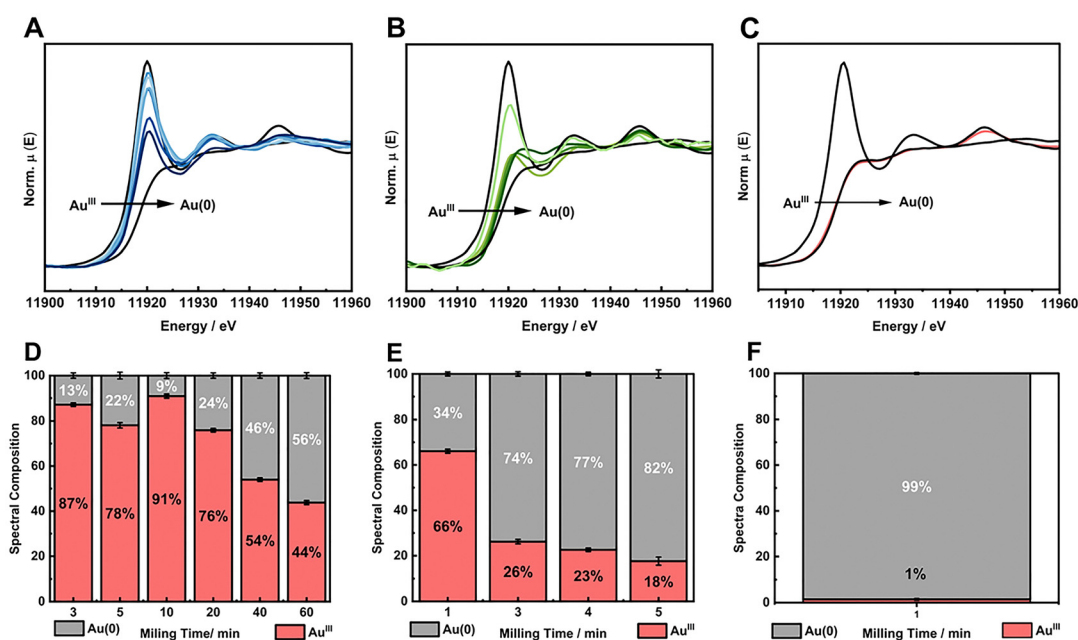 A
Norm. μ (E)
Au^III
Au(0)
11900 11910 11920 11930 11940 11950 11960
Energy / eV
B
Norm. μ (E)
Au^III
Au(0)
11900 11910 11920 11930 11940 11950 11960
Energy / eV
C
Norm. μ (E)
Au^III
Au(0)
11910 11920 11930 11940 11950 11960
Energy / eV
D
Spectral Composition
100
80
60
40
20
0
13% 22% 9% 24% 46% 56%
87% 78% 91% 76% 54% 44%
3 5 10 20 40 60
Au(0) Milling Time/ min Au^III
E
Spectral Composition
100
80
60
40
20
0
34% 74% 77% 82%
66% 26% 23% 18%
1 3 4 5
Au(0) Milling Time/ min Au^III
F
Spectra Composition
100
80
60
40
20
0
99%
1%
1
Au(0) Milling Time/ min Au^III